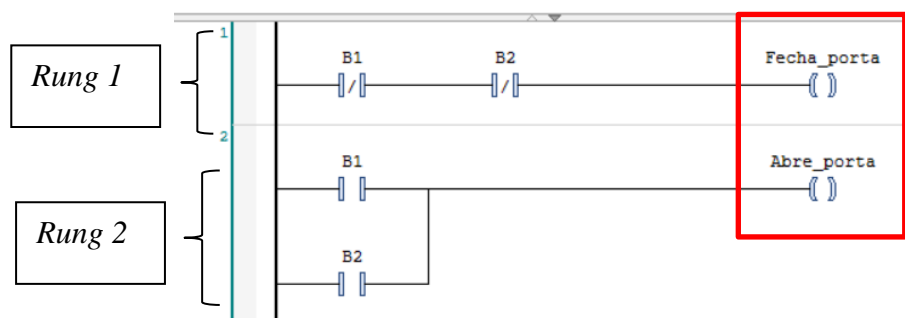 1
B1 B2 Fecha_porta
Rung 1
2
B1 Abre_porta
Rung 2
B2